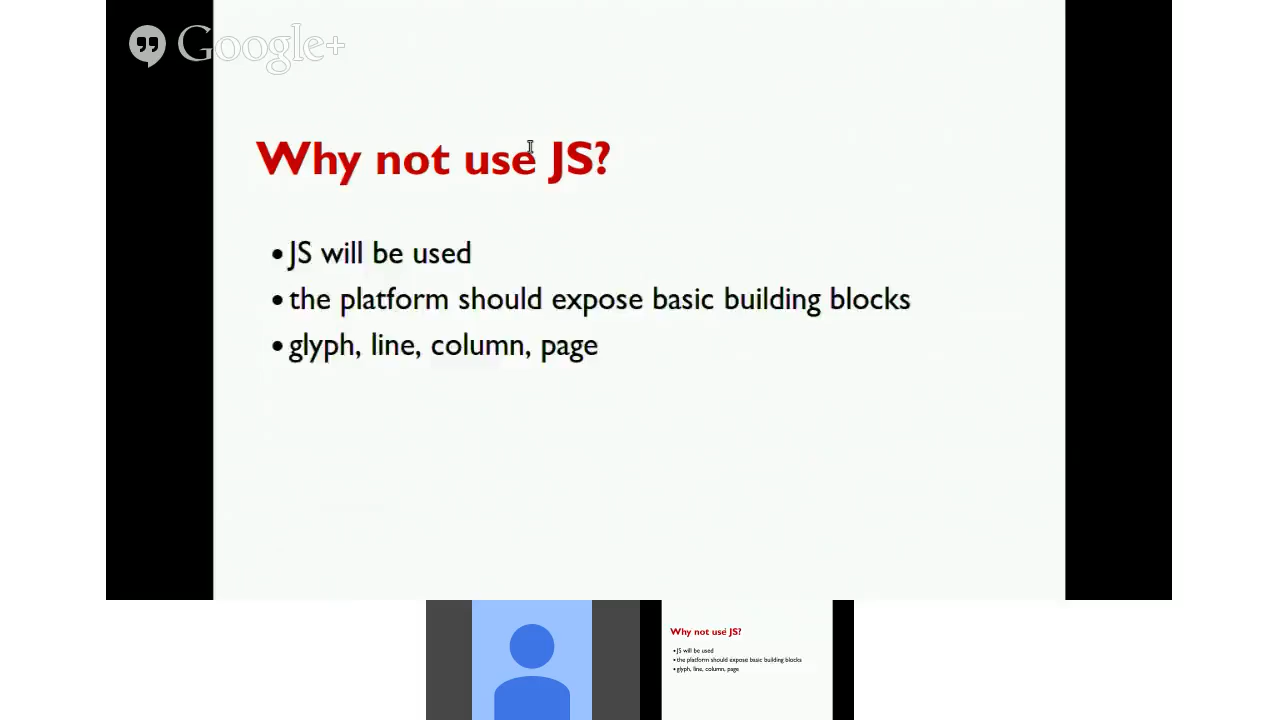 Google+
Why not use JS?
•JS will be used
•the platform should expose basic building blocks
•glyph, line, column, page
Why not use JS?
•JS will be used
•the platform should expose basic building blocks
•glyph, line, column, page